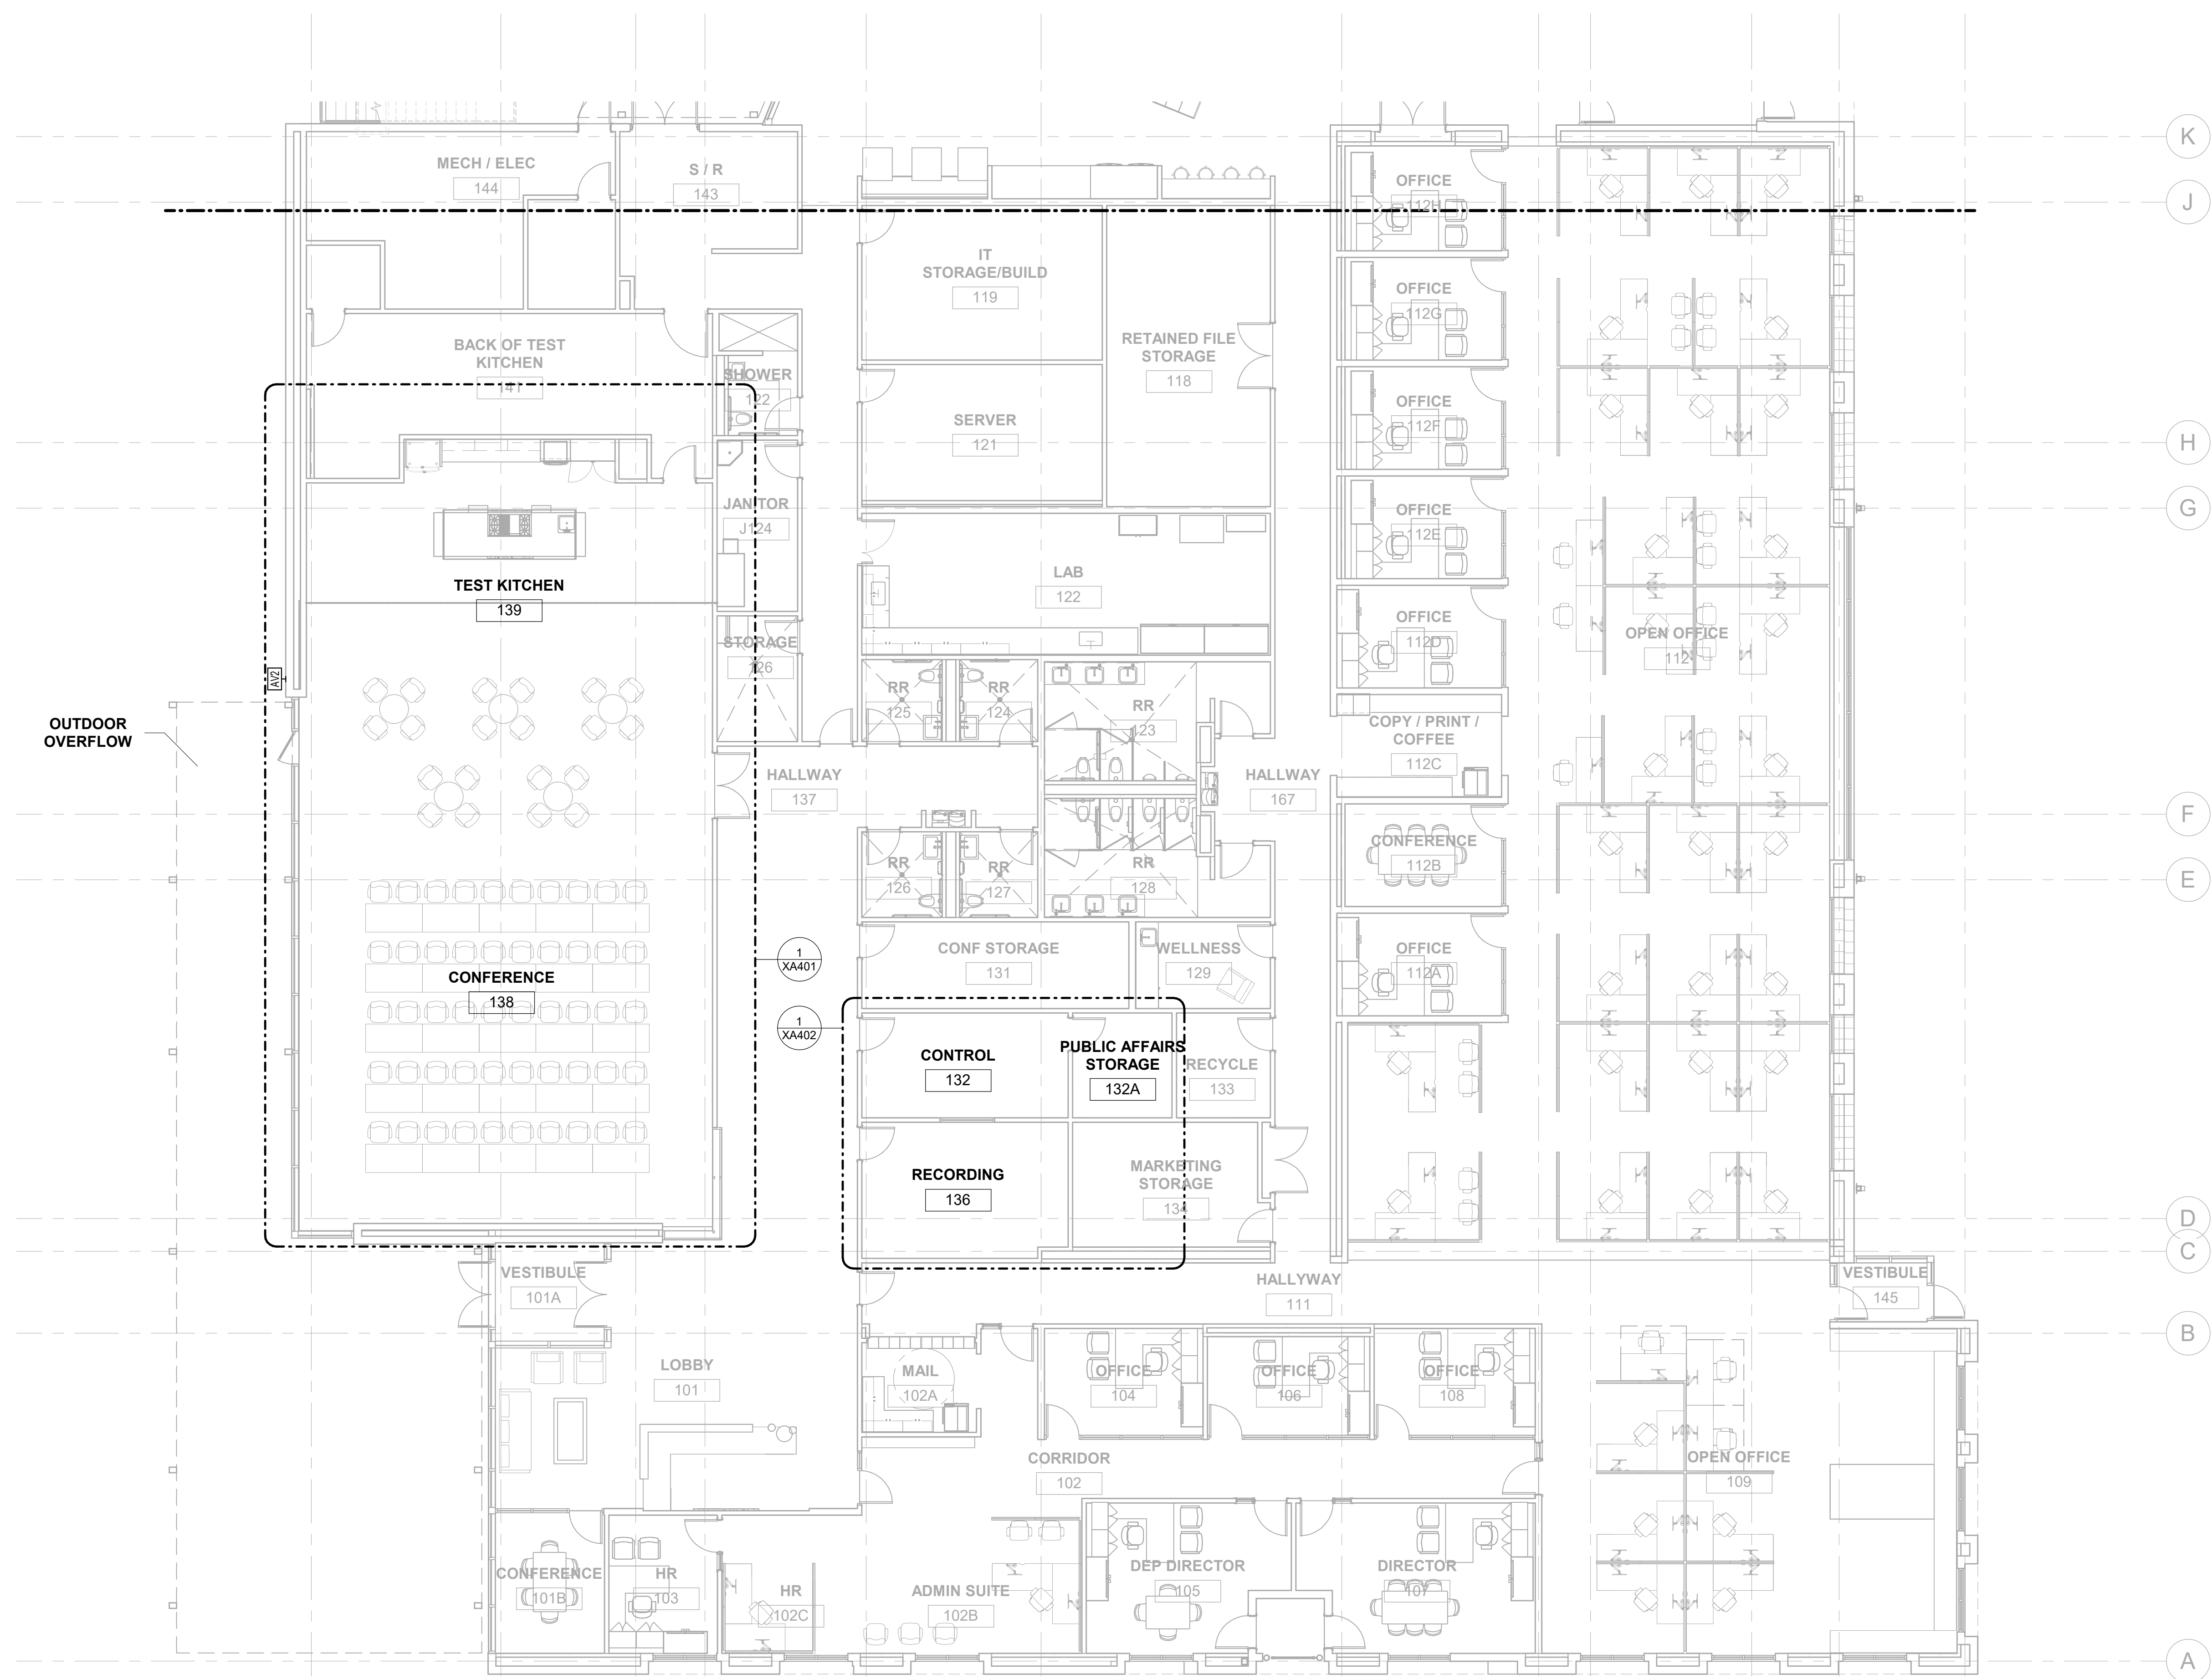 K
MECH / ELEC
144
S / R
143
OFFICE
112H
J
IT
STORAGE/BUILD
119
OFFICE
112G
BACK OF TEST
KITCHEN
141
RETAINED FILE
STORAGE
118
SHOWER
122
SERVER
121
OFFICE
112F
H
JANITOR
J124
OFFICE
112E
G
TEST KITCHEN
139
LAB
122
OFFICE
112D
OPEN OFFICE
112
STORAGE
126
AV2
RR
125
RR
124
RR
123
OUTDOOR
OVERFLOW
COPY / PRINT /
COFFEE
112C
HALLWAY
137
HALLWAY
167
F
CONFERENCE
112B
RR
126
RR
127
RR
128
E
1
XA401
CONF STORAGE
131
WELLNESS
129
OFFICE
112A
CONFERENCE
138
1
XA402
CONTROL
132
PUBLIC AFFAIRS
STORAGE
132A
RECYCLE
133
RECORDING
136
MARKETING
STORAGE
134
D
C
VESTIBULE
101A
HALLYWAY
111
VESTIBULE
145
B
LOBBY
101
MAIL
102A
OFFICE
104
OFFICE
106
OFFICE
108
CORRIDOR
102
OPEN OFFICE
109
CONFERENCE
101B
HR
103
HR
102C
ADMIN SUITE
102B
DEP DIRECTOR
105
DIRECTOR
107
A